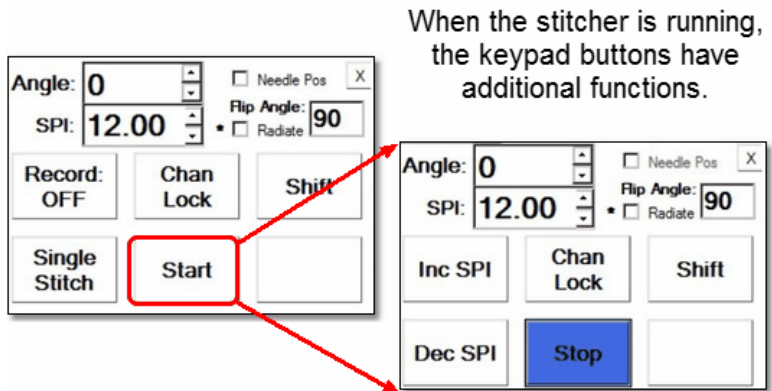 When the stitcher is running,
the keypad buttons have
additional functions.
Angle: 0
Needle Pos
X
SPI: 12.00
Flip Angle:
* Radiate
90
Record:
OFF
Chan
Lock
Shift
Single
Stitch
Start
Angle: 0
Needle Pos
X
SPI: 12.00
Flip Angle:
* Radiate
90
Inc SPI
Chan
Lock
Shift
Dec SPI
Stop